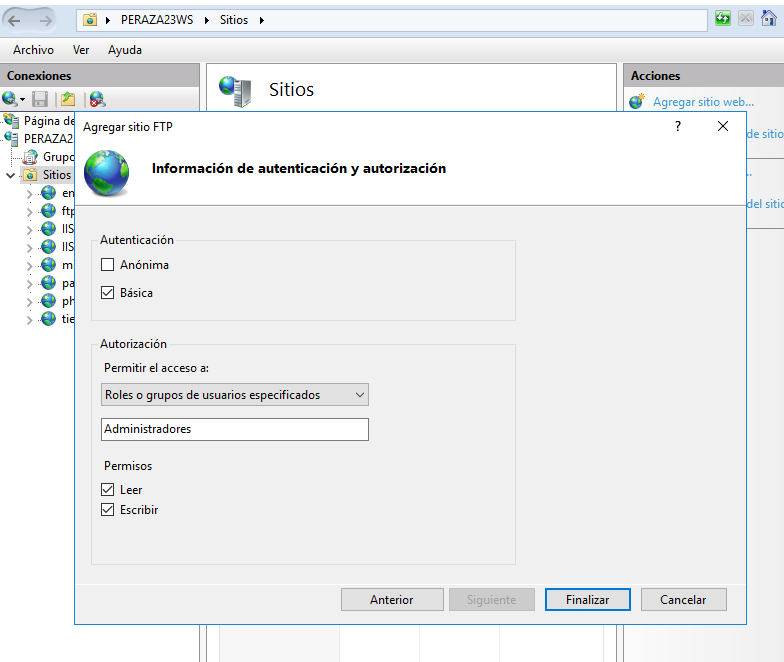 PERAZA23WS
Sitios
Archivo Ver Ayuda
Conexiones
Sitios
Acciones
Agregar sitio web...
Página de
PERAZA2
Grupo
Sitios
en
ftp
IIS
IIS
m
pa
ph
tie
de sitio
del sitio
Agregar sitio FTP
?
Información de autenticación y autorización
Autenticación
Anónima
Básica
Autorización
Permitir el acceso a:
Roles o grupos de usuarios especificados
Administradores
Permisos
Leer
Escribir
Anterior Siguiente Finalizar Cancelar